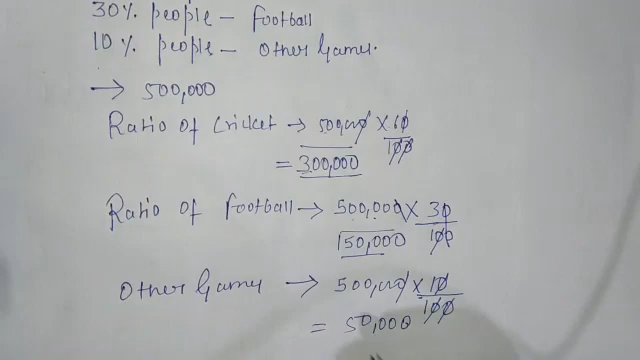 30% people – football
10% people – Other Games.
→ 500,000
Ratio of Cricket → 500,000 × 60/100
= 300,000
Ratio of football → 500,000 × 30/100
150,000
Other Games → 500,000 × 10/100
= 50,000